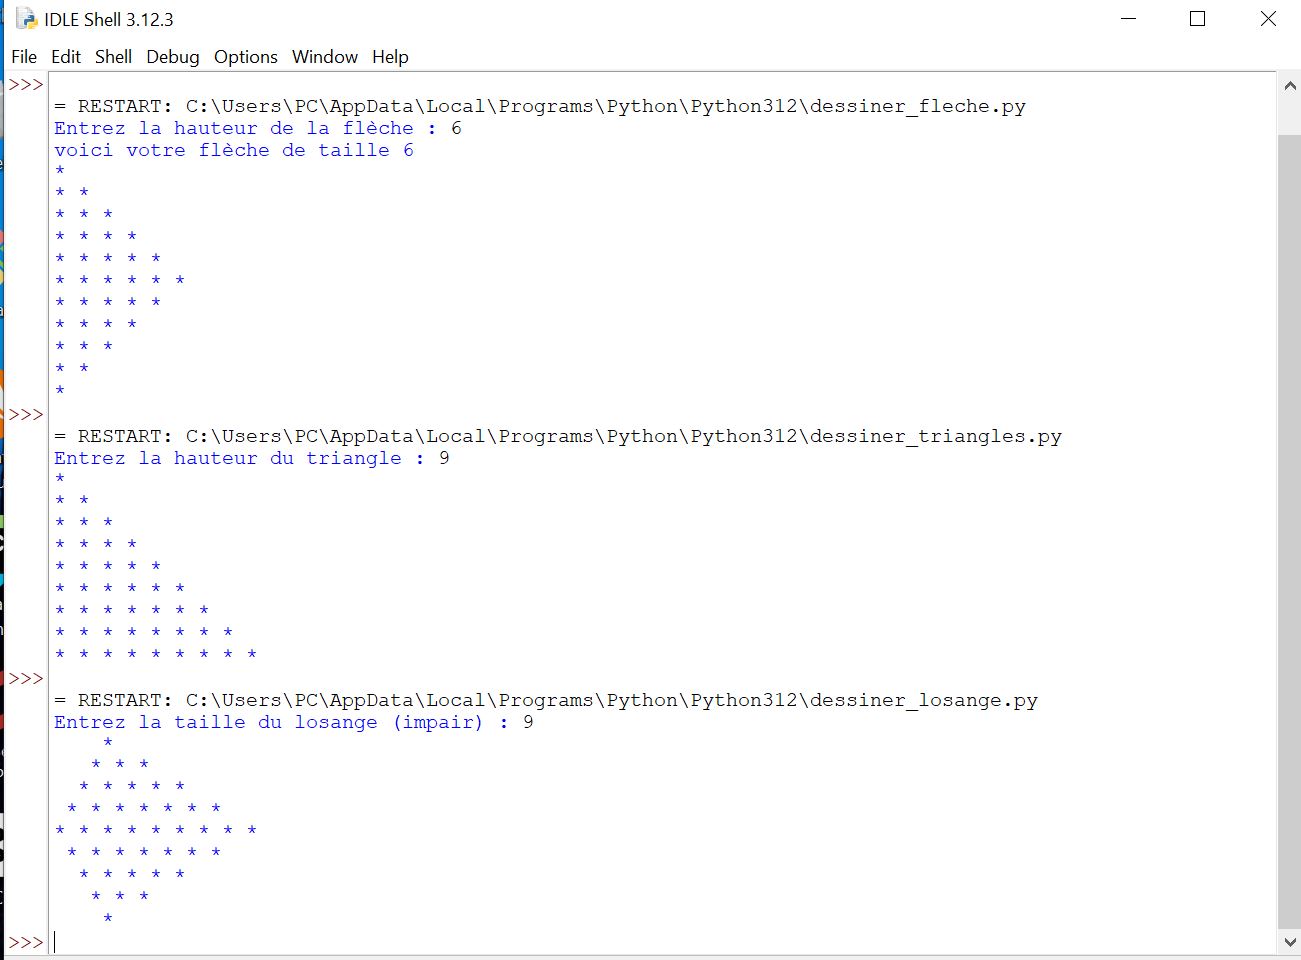 IDLE Shell 3.12.3
File Edit Shell Debug Options Window Help
>>>
= RESTART: C:\Users\PC\AppData\Local\Programs\Python\Python312\dessiner_fleche.py
Entrez la hauteur de la flèche : 6
voici votre flèche de taille 6
*
* *
* * *
* * * *
* * * * *
* * * * * *
* * * * *
* * * *
* * *
* *
*
>>>
= RESTART: C:\Users\PC\AppData\Local\Programs\Python\Python312\dessiner_triangles.py
Entrez la hauteur du triangle : 9
*
* *
* * *
* * * *
* * * * *
* * * * * *
* * * * * * *
* * * * * * * *
* * * * * * * * *
>>>
= RESTART: C:\Users\PC\AppData\Local\Programs\Python\Python312\dessiner_losange.py
Entrez la taille du losange (impair) : 9
    *
   * * *
  * * * * *
 * * * * * * *
* * * * * * * * *
 * * * * * * *
  * * * * *
   * * *
    *
>>>